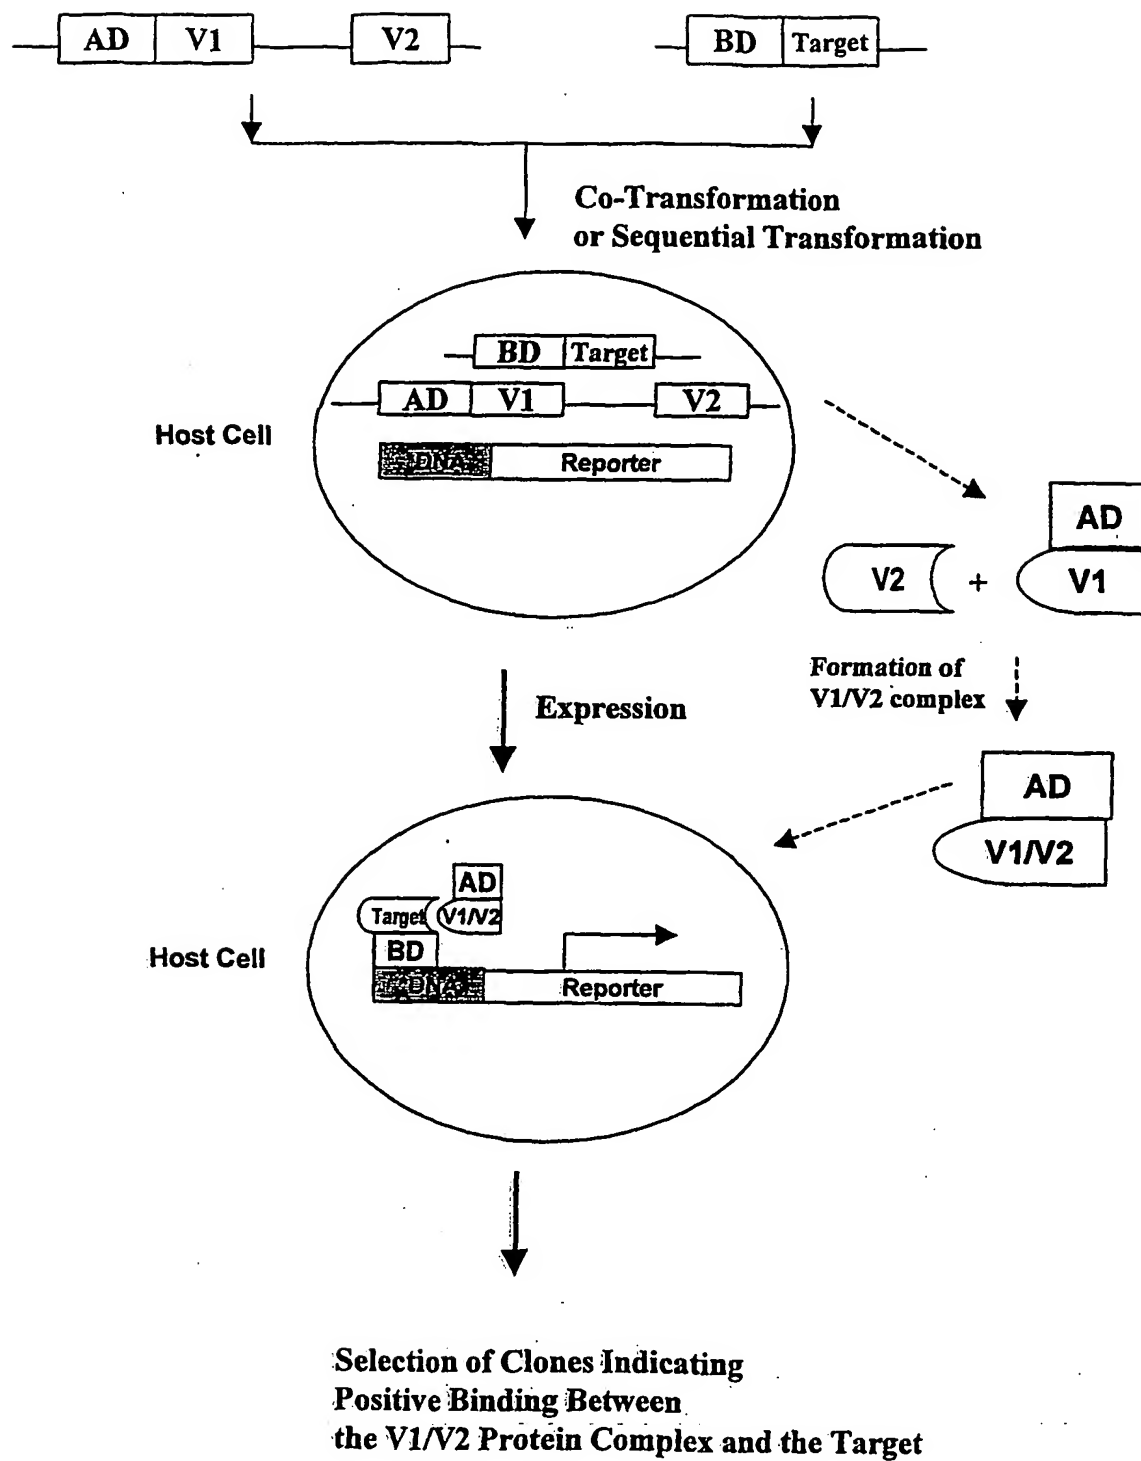 AD V1 V2 BD Target
Co-Transformation
or Sequential Transformation
BD Target
AD V1 V2
Host Cell
DNA Reporter
AD
V2 + V1
Formation of
V1/V2 complex
Expression
AD
V1/V2
AD
Target V1/V2
BD
Host Cell
DNA Reporter
Selection of Clones Indicating
Positive Binding Between
the V1/V2 Protein Complex and the Target